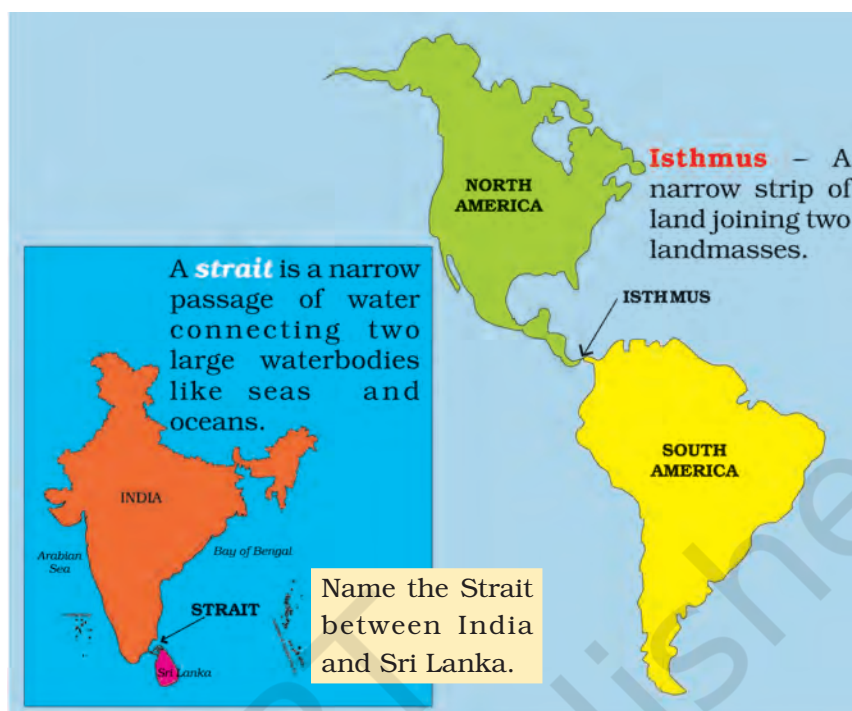 NORTH
AMERICA
Isthmus – A
narrow strip of
land joining two
landmasses.
ISTHMUS
SOUTH
AMERICA
A strait is a narrow
passage of water
connecting two
large waterbodies
like seas and
oceans.
INDIA
Arabian
Sea
Bay of Bengal
STRAIT
Sri Lanka
Name the Strait
between India
and Sri Lanka.